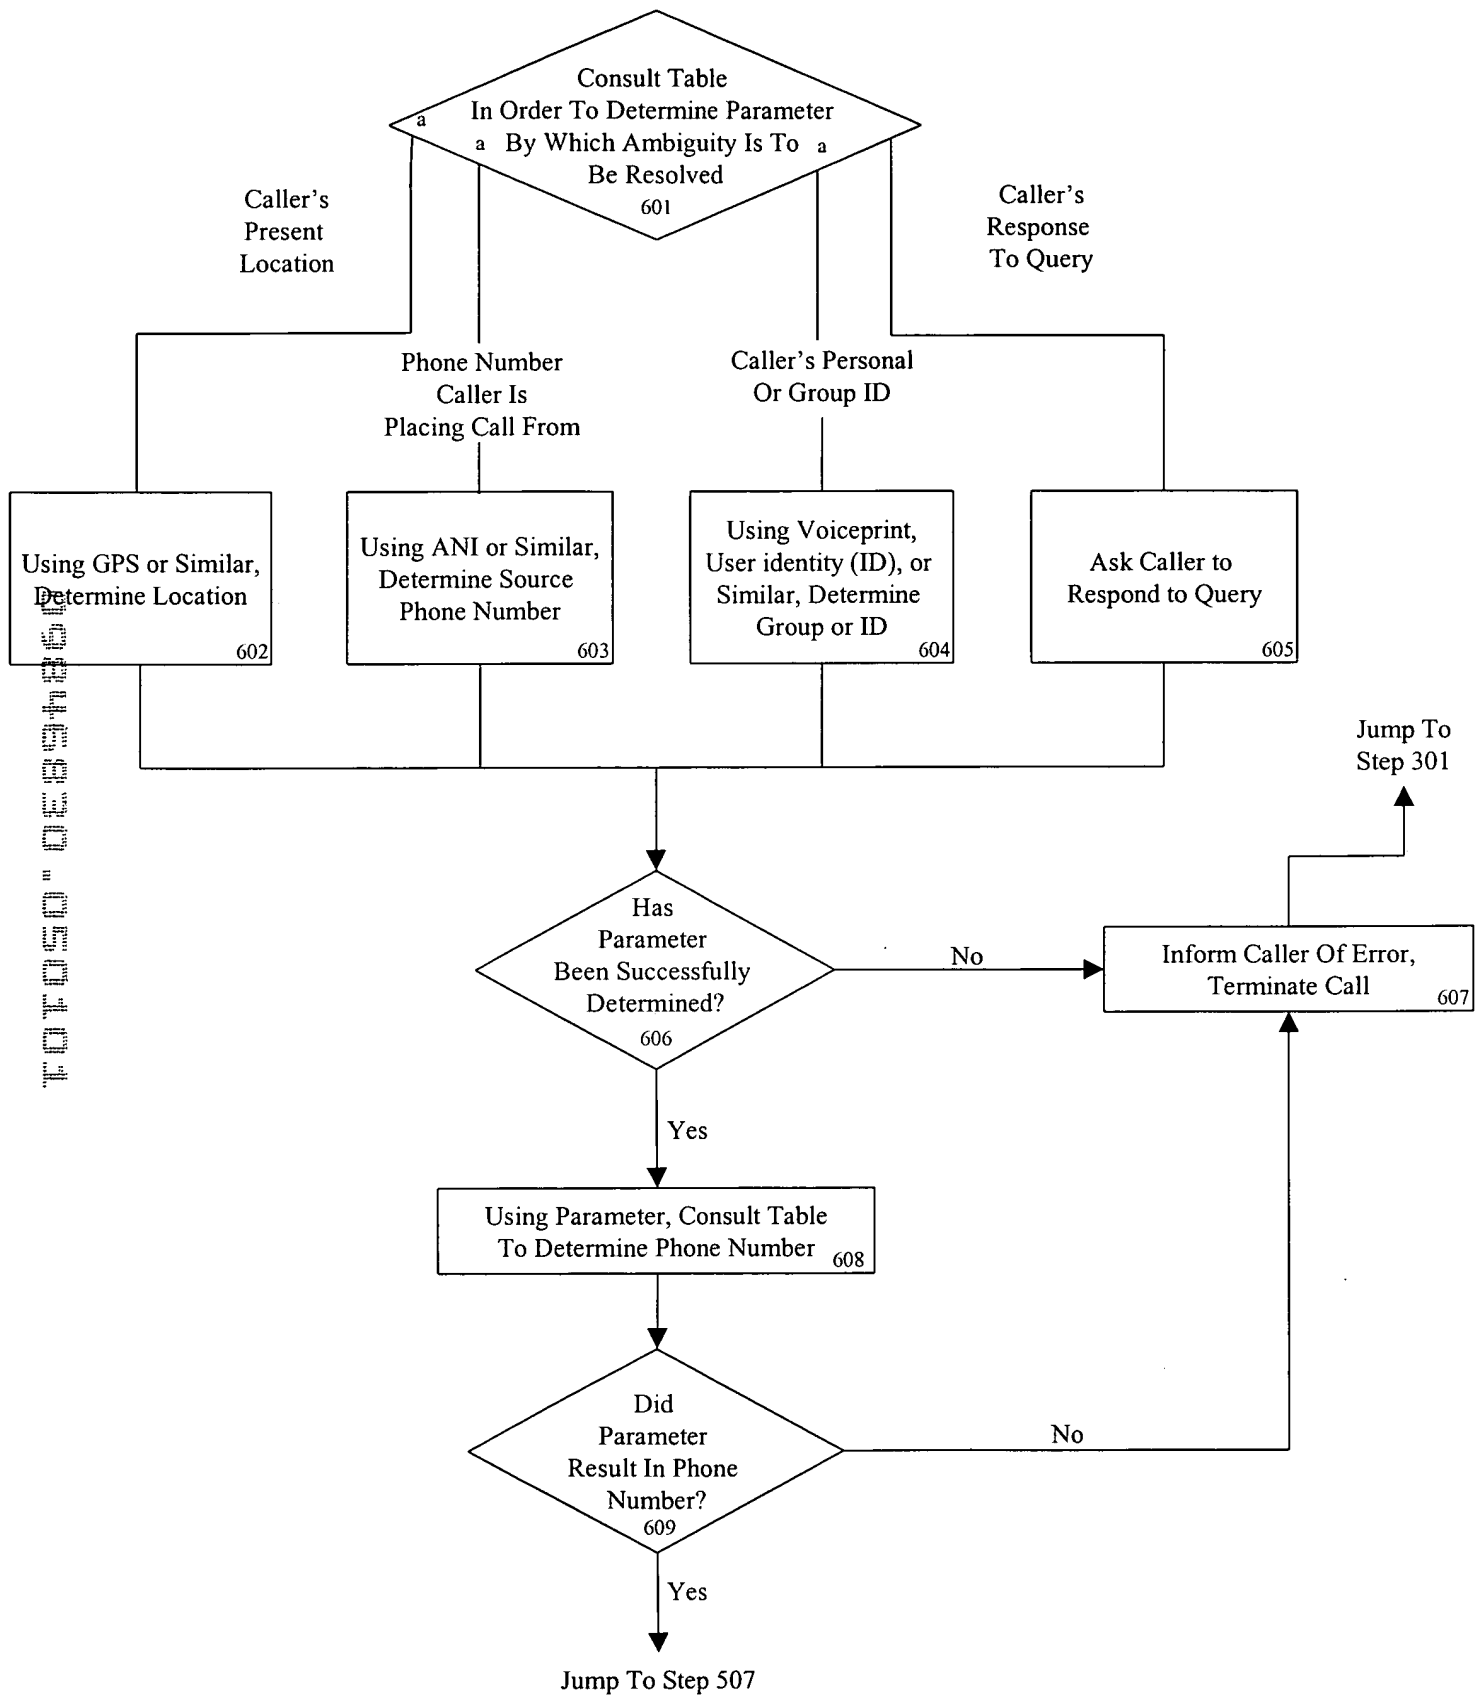 Consult Table
In Order To Determine Parameter
By Which Ambiguity Is To
Be Resolved
601
a
a
a
Caller's
Present
Location
Phone Number
Caller Is
Placing Call From
Caller's Personal
Or Group ID
Caller's
Response
To Query
Using GPS or Similar,
Determine Location
602
Using ANI or Similar,
Determine Source
Phone Number
603
Using Voiceprint,
User identity (ID), or
Similar, Determine
Group or ID
604
Ask Caller to
Respond to Query
605
Jump To
Step 301
Has
Parameter
Been Successfully
Determined?
606
No
Inform Caller Of Error,
Terminate Call
607
Yes
Using Parameter, Consult Table
To Determine Phone Number
608
Did
Parameter
Result In Phone
Number?
609
No
Yes
Jump To Step 507